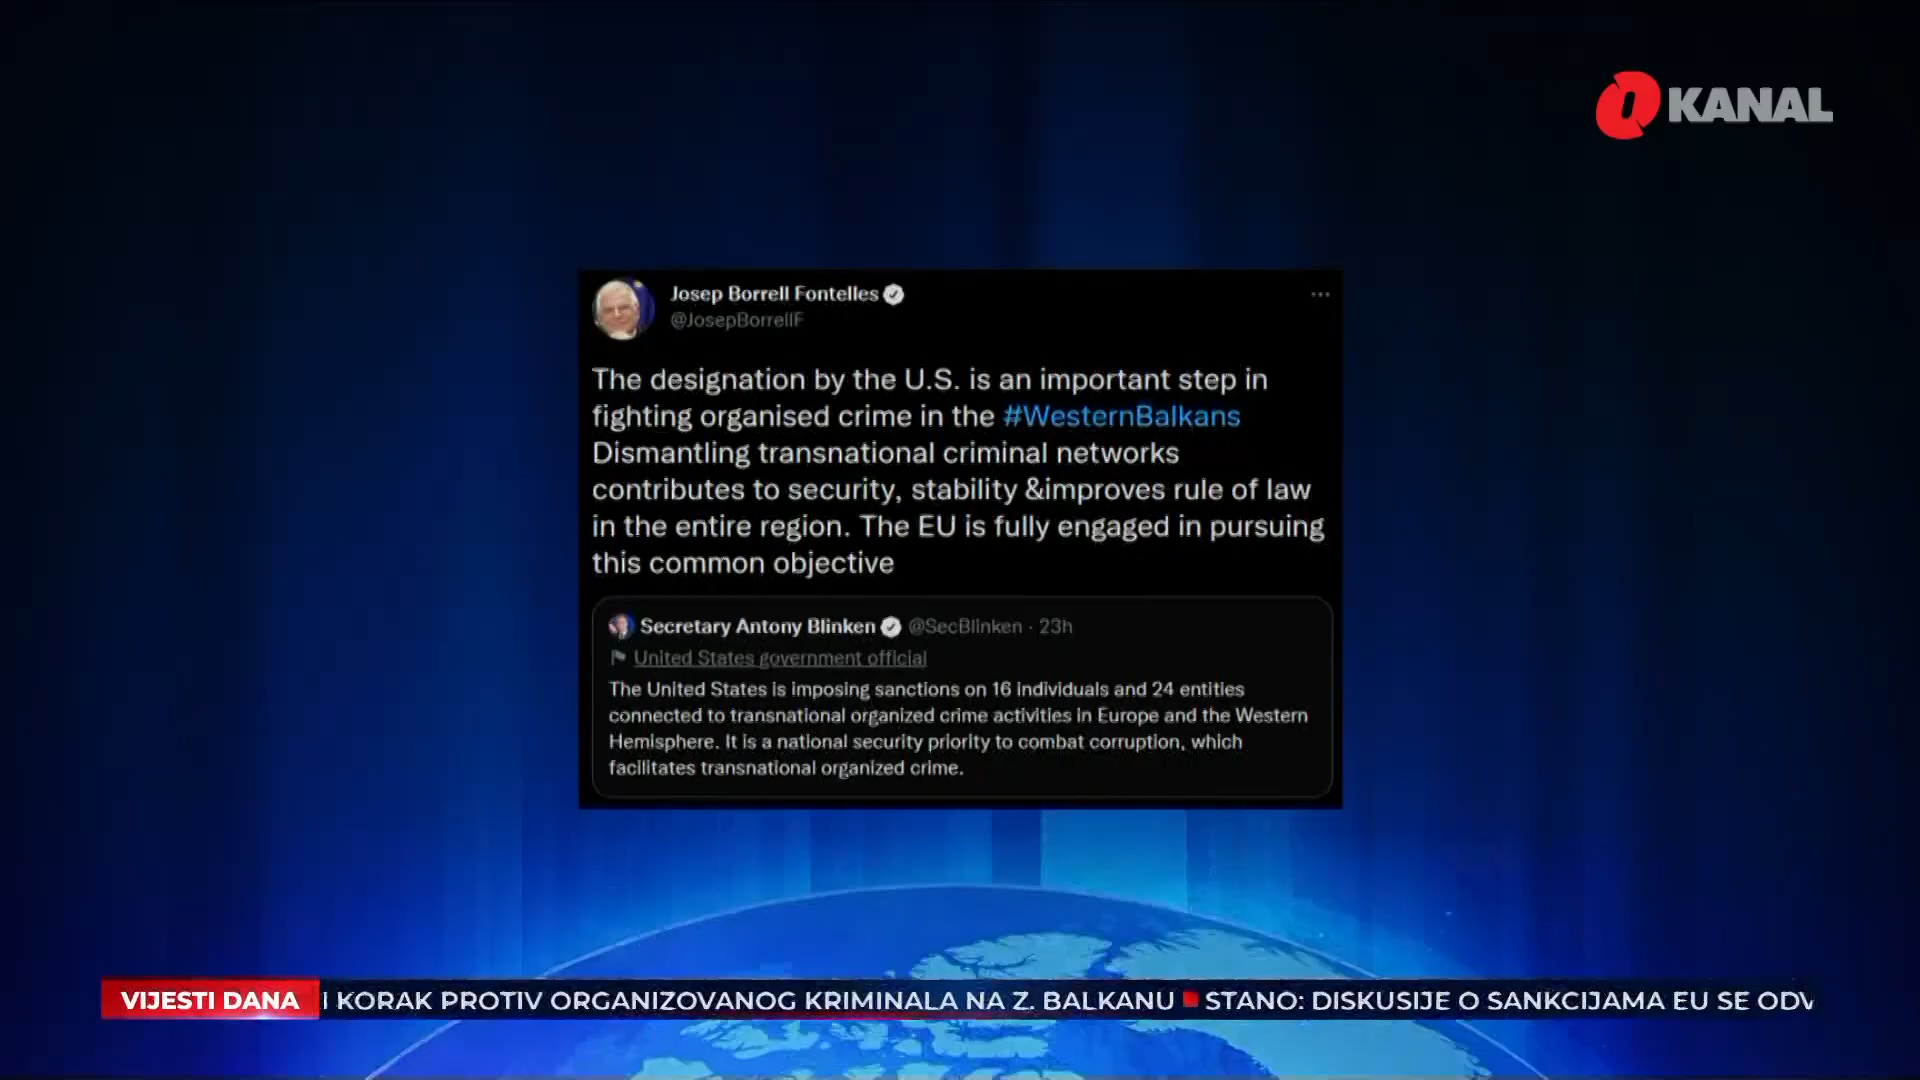 O KANAL
Josep Borrell Fontelles
@JosepBorrellF
The designation by the U.S. is an important step in
fighting organised crime in the #WesternBalkans
Dismantling transnational criminal networks
contributes to security, stability &improves rule of law
in the entire region. The EU is fully engaged in pursuing
this common objective
Secretary Antony Blinken @SecBlinken · 23h
United States government official
The United States is imposing sanctions on 16 individuals and 24 entities
connected to transnational organized crime activities in Europe and the Western
Hemisphere. It is a national security priority to combat corruption, which
facilitates transnational organized crime.
VIJESTI DANA
I KORAK PROTIV ORGANIZOVANOG KRIMINALA NA Z. BALKANU ■ STANO: DISKUSIJE O SANKCIJAMA EU SE ODV